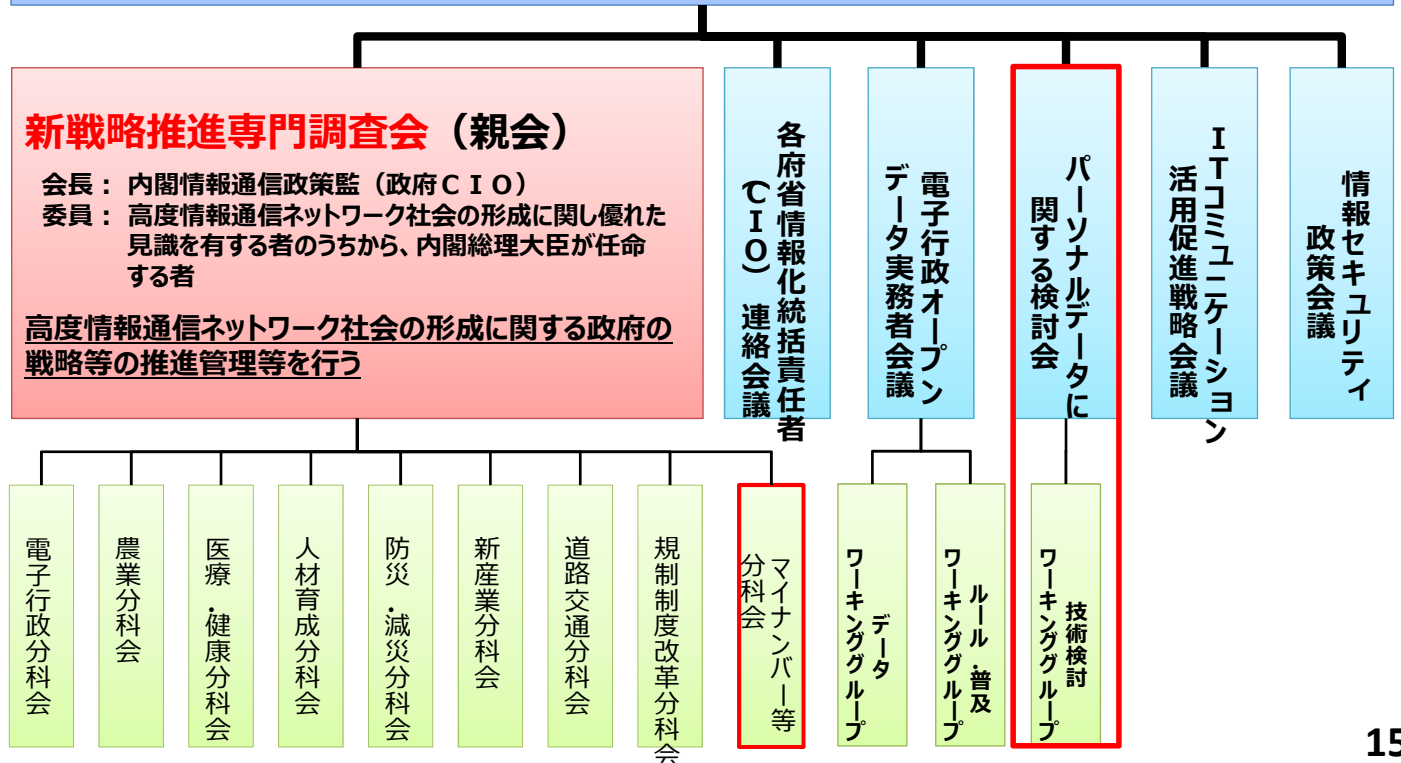 新戦略推進専門調査会（親会）
会長： 内閣情報通信政策監（政府ＣＩＯ）
委員： 高度情報通信ネットワーク社会の形成に関し優れた
見識を有する者のうちから、内閣総理大臣が任命
する者
高度情報通信ネットワーク社会の形成に関する政府の
戦略等の推進管理等を行う
各府省情報化統括責任者
（ＣＩＯ）連絡会議
電子行政オープン
データ実務者会議
パーソナルデータに
関する検討会
ＩＴコミュニケーション
活用促進戦略会議
情報セキュリティ
政策会議
電子行政分科会
農業分科会
医療・健康分科会
人材育成分科会
防災・減災分科会
新産業分科会
道路交通分科会
規制制度改革分科会
マイナンバー等
分科会
データ
ワーキンググループ
ルール・普及
ワーキンググループ
技術検討
ワーキンググループ
15